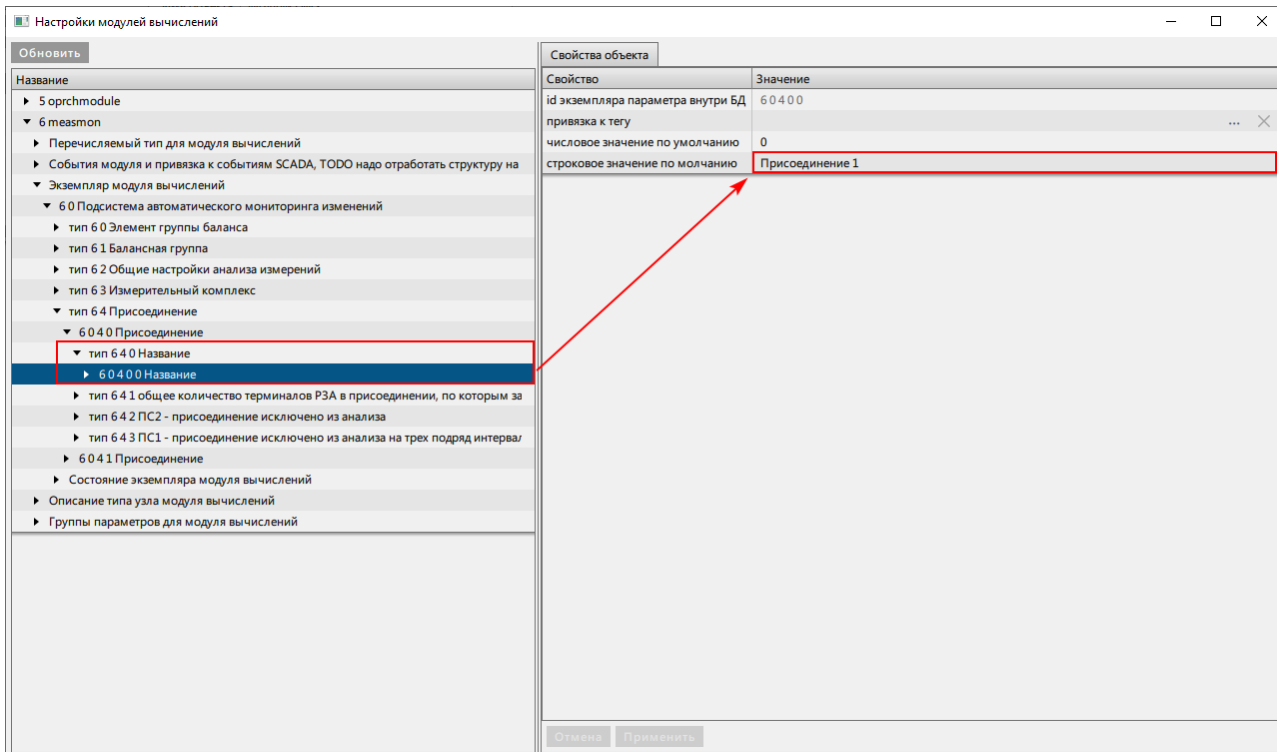 Настройки модулей вычислений
Обновить
Название
5 oprchmodule
6 measmon
Перечисляемый тип для модуля вычислений
События модуля и привязка к событиям SCADA, TODO надо отработать структуру на
Экземпляр модуля вычислений
6 0 Подсистема автоматического мониторинга изменений
тип 6 0 Элемент группы баланса
тип 6 1 Балансная группа
тип 6 2 Общие настройки анализа измерений
тип 6 3 Измерительный комплекс
тип 6 4 Присоединение
6 0 4 0 Присоединение
тип 6 4 0 Название
6 0 4 0 0 Название
тип 6 4 1 общее количество терминалов РЗА в присоединении, по которым за
тип 6 4 2 ПС2 - присоединение исключено из анализа
тип 6 4 3 ПС1 - присоединение исключено из анализа на трех подряд интервал
6 0 4 1 Присоединение
Состояние экземпляра модуля вычислений
Описание типа узла модуля вычислений
Группы параметров для модуля вычислений
Свойства объекта
Свойство Значение
id экземпляра параметра внутри БД 6 0 4 0 0
привязка к тегу ...
числовое значение по умолчанию 0
строковое значение по молчанию Присоединение 1
Отмена Применить